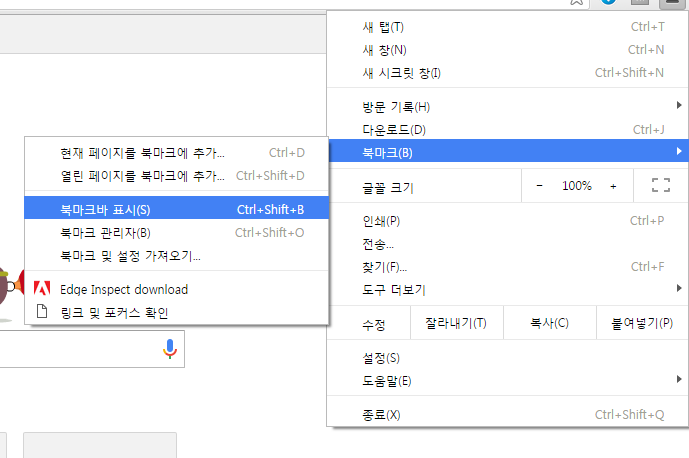 새 탭(T) Ctrl+T
새 창(N) Ctrl+N
새 시크릿 창(I) Ctrl+Shift+N
방문 기록(H)
다운로드(D) Ctrl+J
북마크(B)
글꼴 크기 − 100% +
인쇄(P) Ctrl+P
전송...
찾기(F)... Ctrl+F
도구 더보기
수정 잘라내기(T) 복사(C) 붙여넣기(P)
설정(S)
도움말(E)
종료(X) Ctrl+Shift+Q
현재 페이지를 북마크에 추가... Ctrl+D
열린 페이지를 북마크에 추가... Ctrl+Shift+D
북마크바 표시(S) Ctrl+Shift+B
북마크 관리자(B) Ctrl+Shift+O
북마크 및 설정 가져오기...
Edge Inspect download
링크 및 포커스 확인